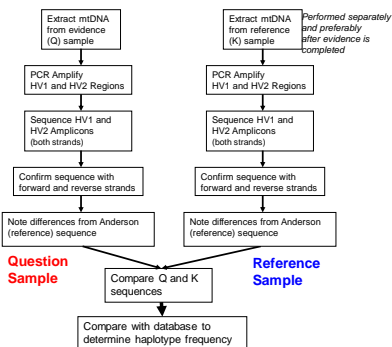 Extract mtDNA
from evidence
(Q) sample
PCR Amplify
HV1 and HV2 Regions
Sequence HV1 and
HV2 Amplicons
(both strands)
Confirm sequence with
forward and reverse strands
Note differences from Anderson
(reference) sequence
Question
Sample
Extract mtDNA
from reference
(K) sample
Performed separately
and preferably
after evidence is
completed
PCR Amplify
HV1 and HV2 Regions
Sequence HV1 and
HV2 Amplicons
(both strands)
Confirm sequence with
forward and reverse strands
Note differences from Anderson
(reference) sequence
Reference
Sample
Compare Q and K
sequences
Compare with database to
determine haplotype frequency